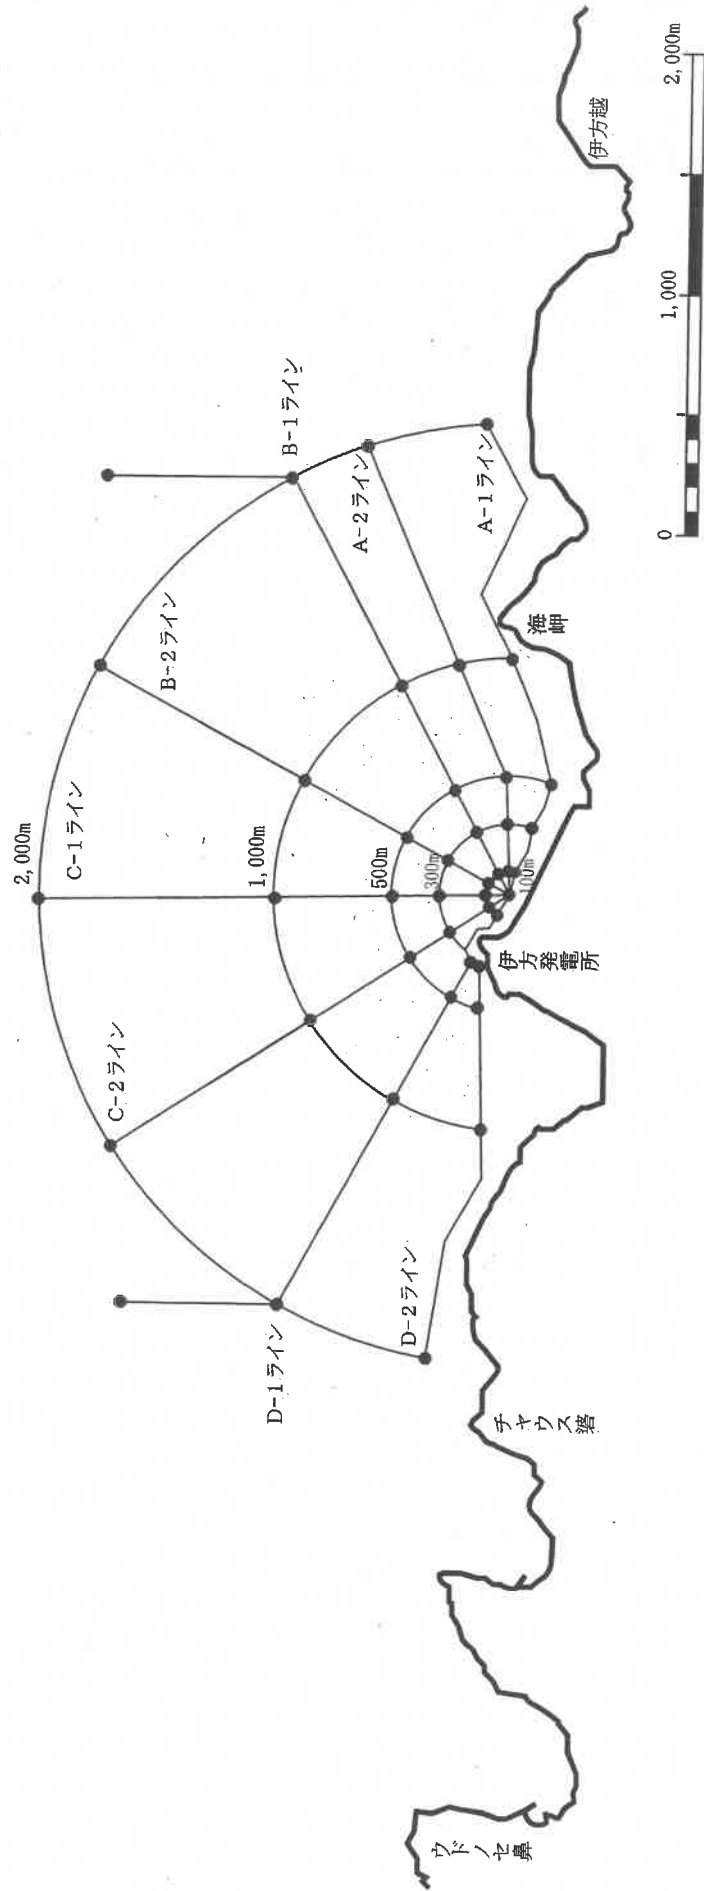 2,000m
C-1ライン
C-2ライン
B-2ライン
B-1ライン
A-2ライン
A-1ライン
1,000m
500m
300m
100m
D-1ライン
D-2ライン
ウドノセ鼻
チャウス碆
伊方発電所
海岬
伊方越
0
1,000
2,000m